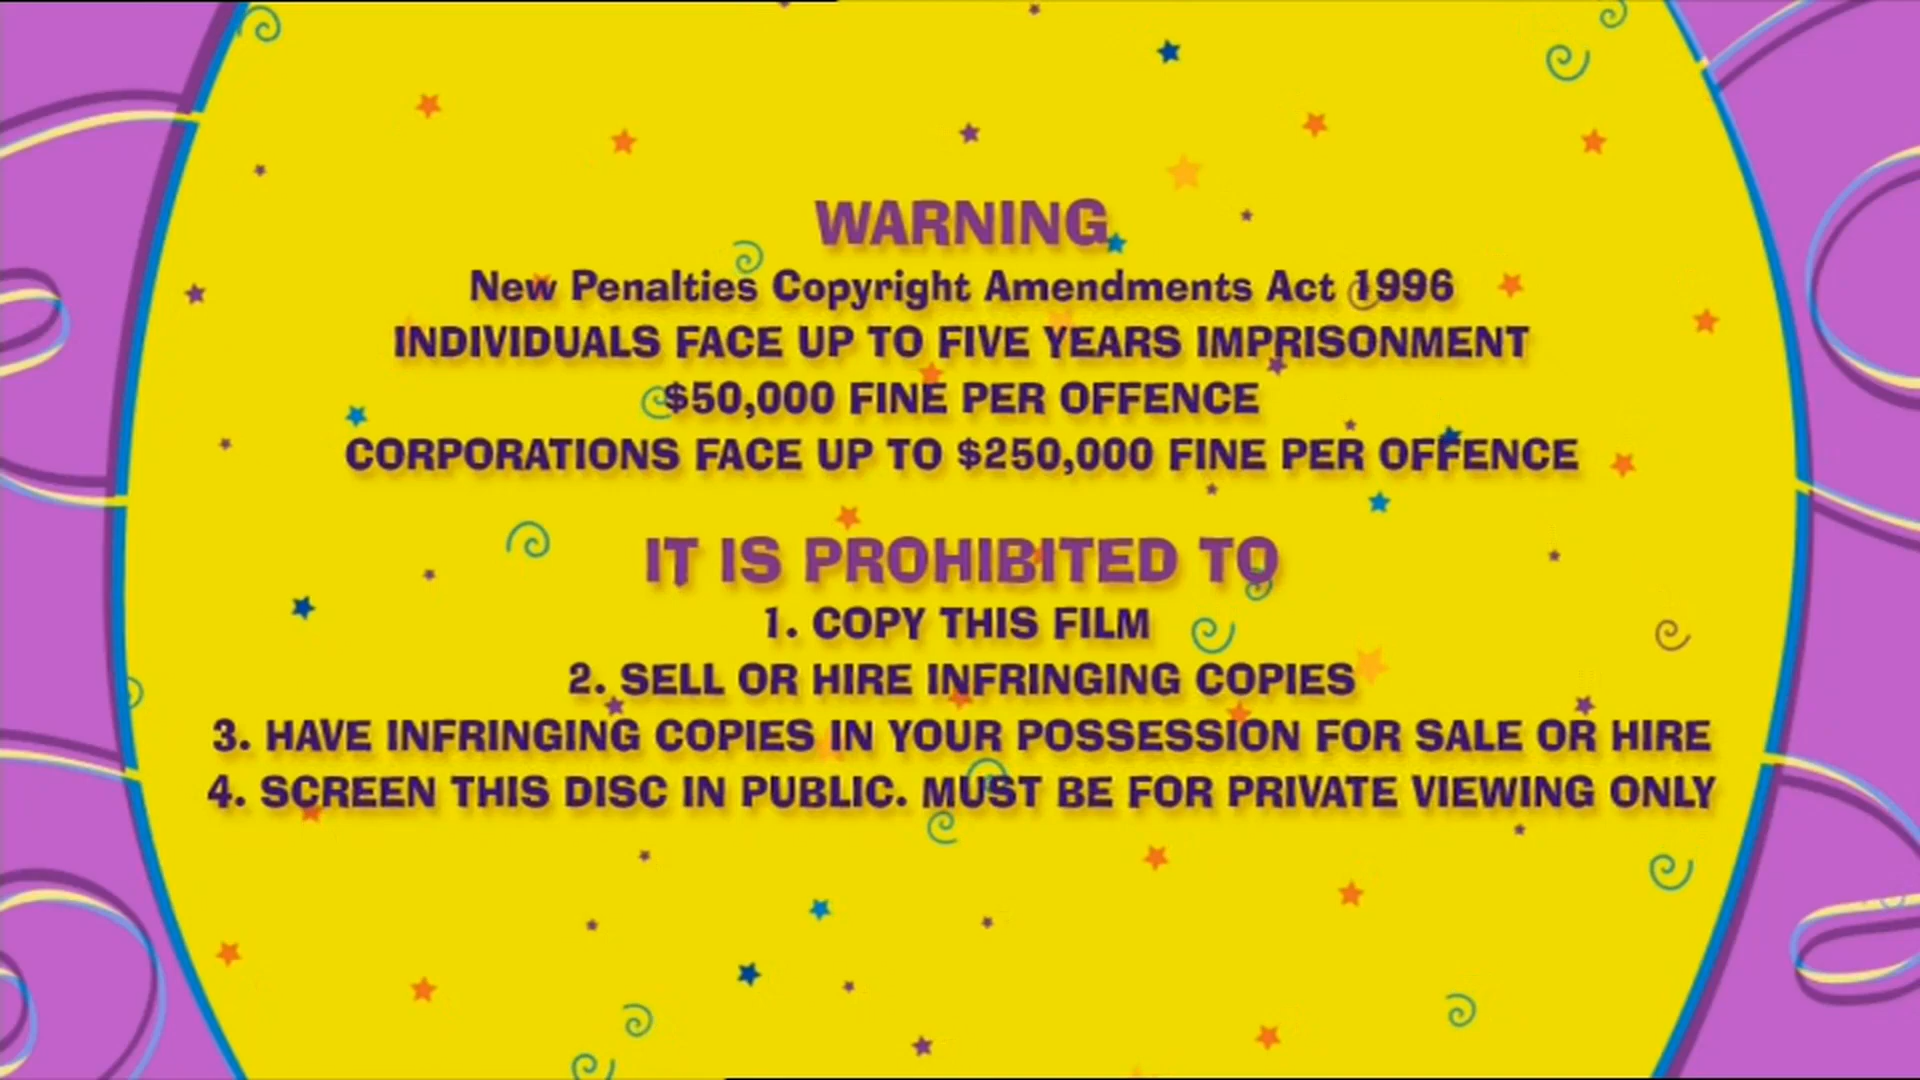 WARNING
New Penalties Copyright Amendments Act 1996
INDIVIDUALS FACE UP TO FIVE YEARS IMPRISONMENT
$50,000 FINE PER OFFENCE
CORPORATIONS FACE UP TO $250,000 FINE PER OFFENCE
IT IS PROHIBITED TO
1. COPY THIS FILM
2. SELL OR HIRE INFRINGING COPIES
3. HAVE INFRINGING COPIES IN YOUR POSSESSION FOR SALE OR HIRE
4. SCREEN THIS DISC IN PUBLIC. MUST BE FOR PRIVATE VIEWING ONLY